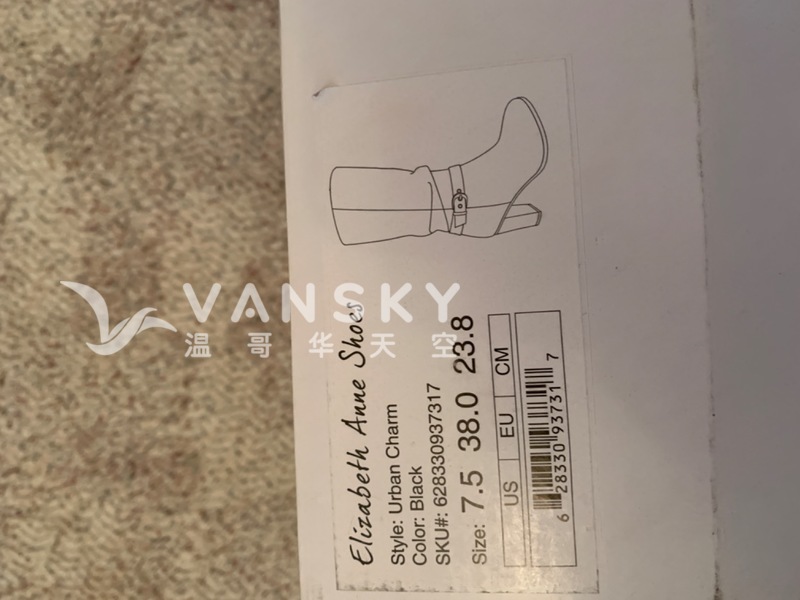 VANSKY
温哥华天空
Elizabeth Anne Shoes
Style: Urban Charm
Color: Black
SKU#: 628330937317
Size: 7.5 38.0 23.8
US EU CM
6 28330 93731 7